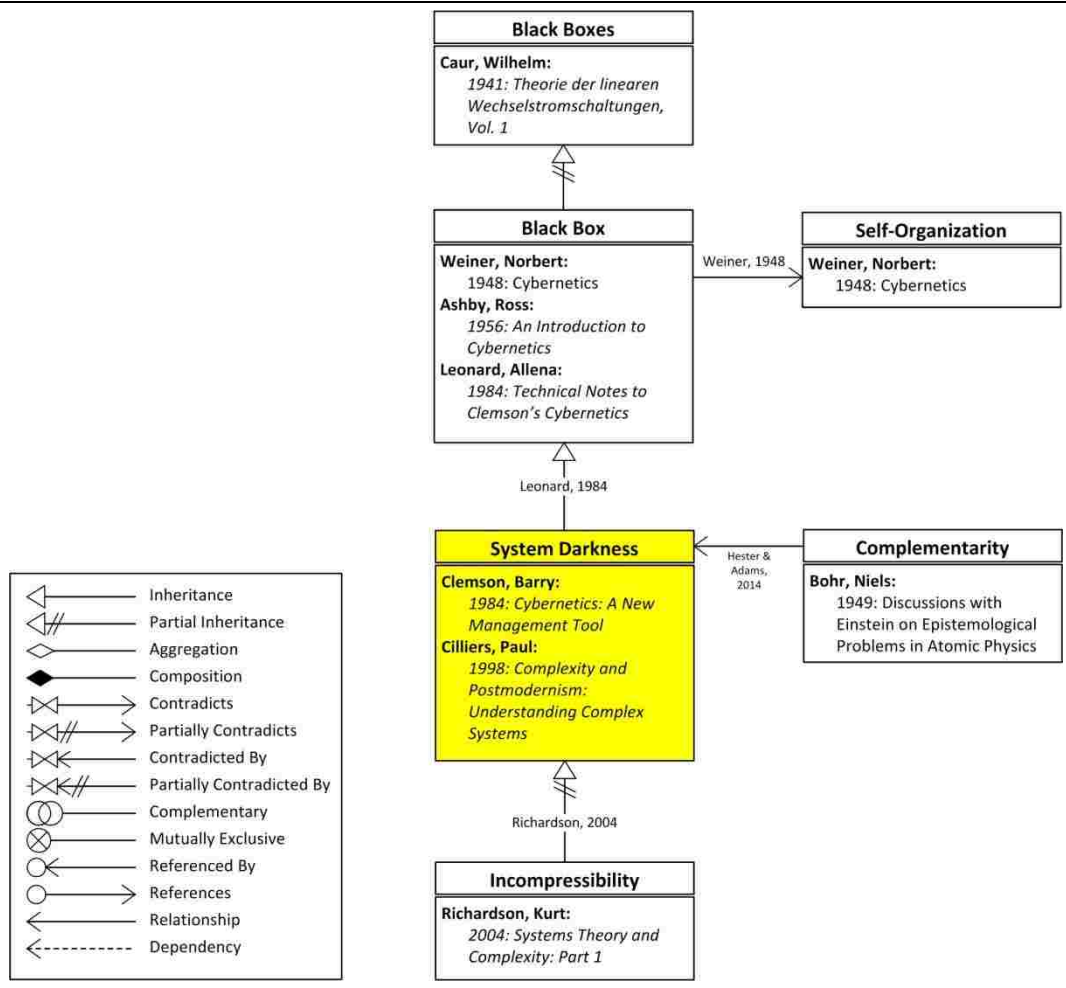 Black Boxes
Caur, Wilhelm:
1941: Theorie der linearen
Wechselstromschaltungen,
Vol. 1
Black Box
Weiner, Norbert:
1948: Cybernetics
Ashby, Ross:
1956: An Introduction to
Cybernetics
Leonard, Allena:
1984: Technical Notes to
Clemson's Cybernetics
Weiner, 1948
Self-Organization
Weiner, Norbert:
1948: Cybernetics
Leonard, 1984
System Darkness
Clemson, Barry:
1984: Cybernetics: A New
Management Tool
Cilliers, Paul:
1998: Complexity and
Postmodernism:
Understanding Complex
Systems
Hester &
Adams,
2014
Complementarity
Bohr, Niels:
1949: Discussions with
Einstein on Epistemological
Problems in Atomic Physics
Richardson, 2004
Incompressibility
Richardson, Kurt:
2004: Systems Theory and
Complexity: Part 1
Inheritance
Partial Inheritance
Aggregation
Composition
Contradicts
Partially Contradicts
Contradicted By
Partially Contradicted By
Complementary
Mutually Exclusive
Referenced By
References
Relationship
Dependency